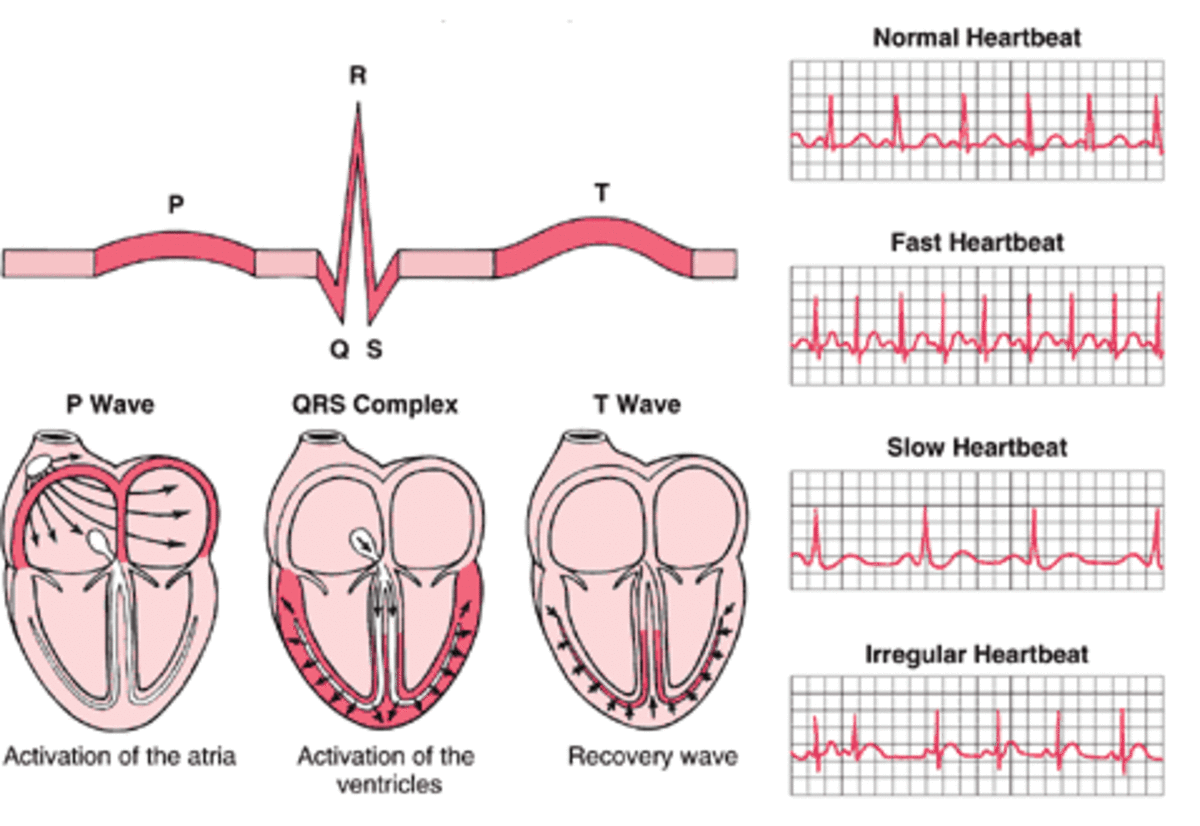 R
P
T
Q S
P Wave
QRS Complex
T Wave
Activation of the atria
Activation of the
ventricles
Recovery wave
Normal Heartbeat
Fast Heartbeat
Slow Heartbeat
Irregular Heartbeat